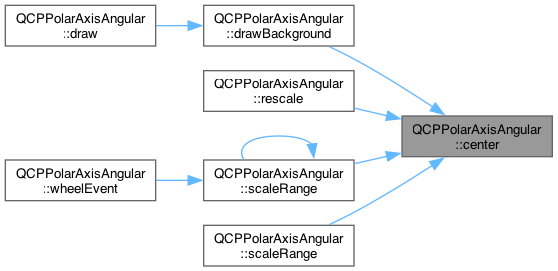 QCPPolarAxisAngular
::draw
QCPPolarAxisAngular
::drawBackground
QCPPolarAxisAngular
::rescale
QCPPolarAxisAngular
::center
QCPPolarAxisAngular
::wheelEvent
QCPPolarAxisAngular
::scaleRange
QCPPolarAxisAngular
::scaleRange